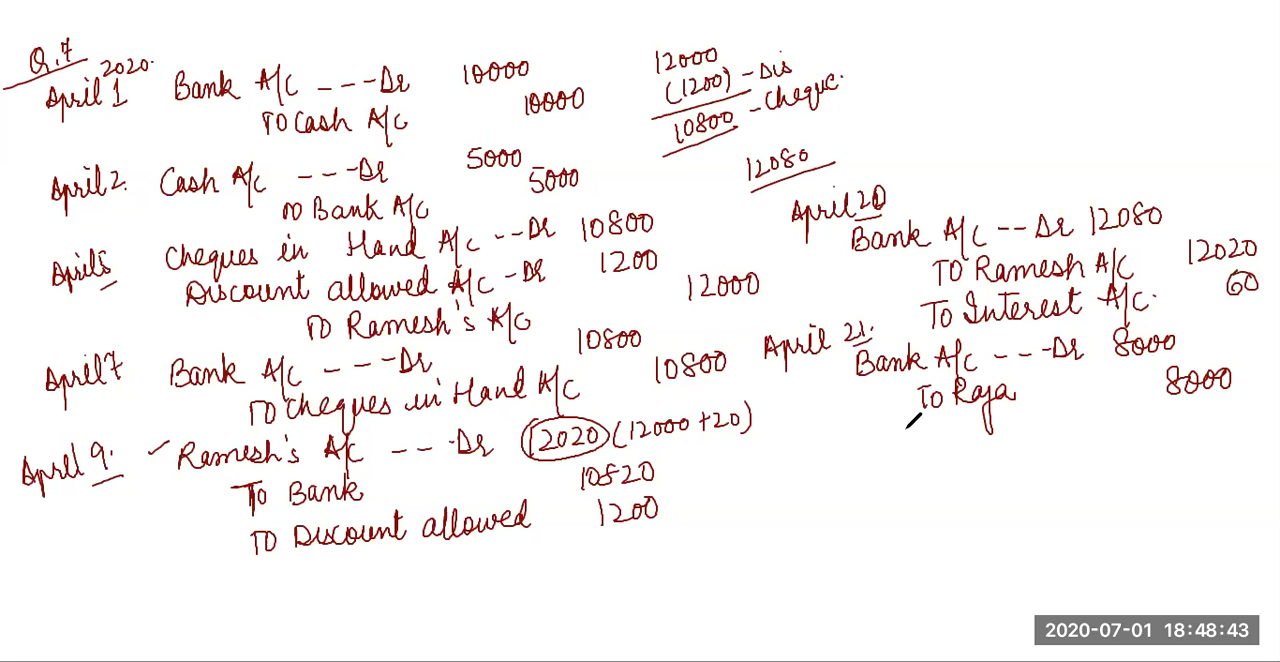 Q.7
2020.
April 1 Bank A/C ----Dr 10000
TO Cash A/C 10000
April 2. Cash A/C ----Dr 5000
TO Bank A/C 5000
April 5 Cheques in Hand A/C --Dr 10800
Discount allowed A/C -Dr 1200
TO Ramesh's A/C 12000
April 7 Bank A/C ----Dr 10800
TO Cheques in Hand A/C 10800
April 9. Ramesh's A/C ---Dr 12020 (12000+20)
To Bank 10820
TO Discount allowed 1200
12000
(1200) - Dis
10800 - Cheque.
12080
April 20
Bank A/C --Dr 12080
TO Ramesh A/C 12020
To Interest A/C. 60
April 21.
Bank A/C ----Dr 8000
To Raja 8000
2020-07-01 18:48:43